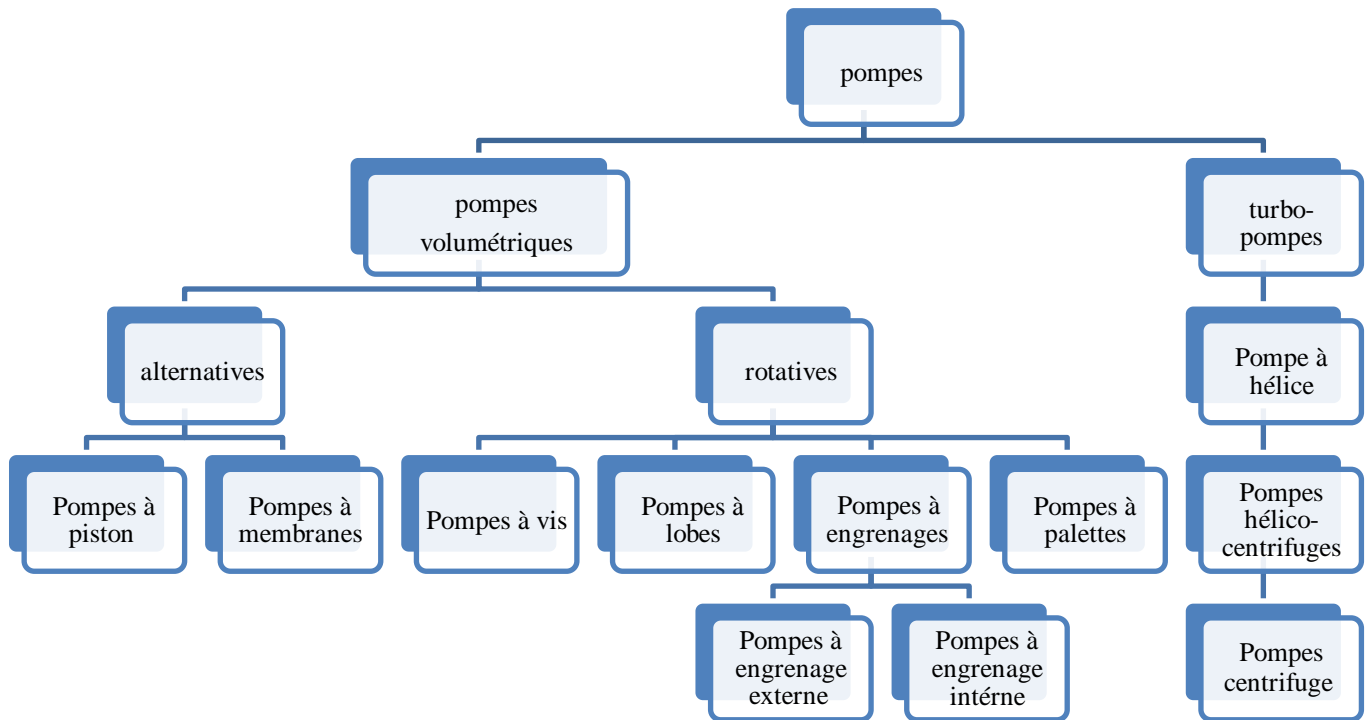 pompes
pompes
volumétriques
turbo-
pompes
alternatives
rotatives
Pompe à
hélice
Pompes à
piston
Pompes à
membranes
Pompes à vis
Pompes à
lobes
Pompes à
engrenages
Pompes à
palettes
Pompes
hélico-
centrifuges
Pompes à
engrenage
externe
Pompes à
engrenage
intérne
Pompes
centrifuge